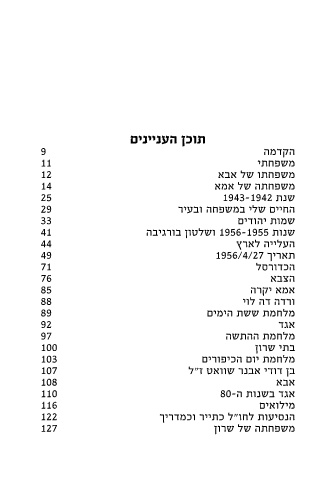 תוכן העניינים
הקדמה 9
משפחתי 11
משפחתו של אבא 12
משפחתה של אמא 14
שנת 1943-1942 25
החיים שלי במשפחה ובעיר 29
שמות יהודים 33
שנות 1956-1955 ושלטון בורגיבה 41
העלייה לארץ 44
תאריך 1956/4/27 49
הכדורסל 71
הצבא 76
אמא יקרה 85
ורדה דה לוי 88
מלחמת ששת הימים 89
אגד 92
מלחמת ההתשה 97
בתי שרון 100
מלחמת יום הכיפורים 103
בן דודי אבנר שוואט ז"ל 107
אבא 108
אגד בשנות ה-80 110
מילואים 116
הנסיעות לחו"ל כתייר וכמדריך 122
משפחתה של שרון 127